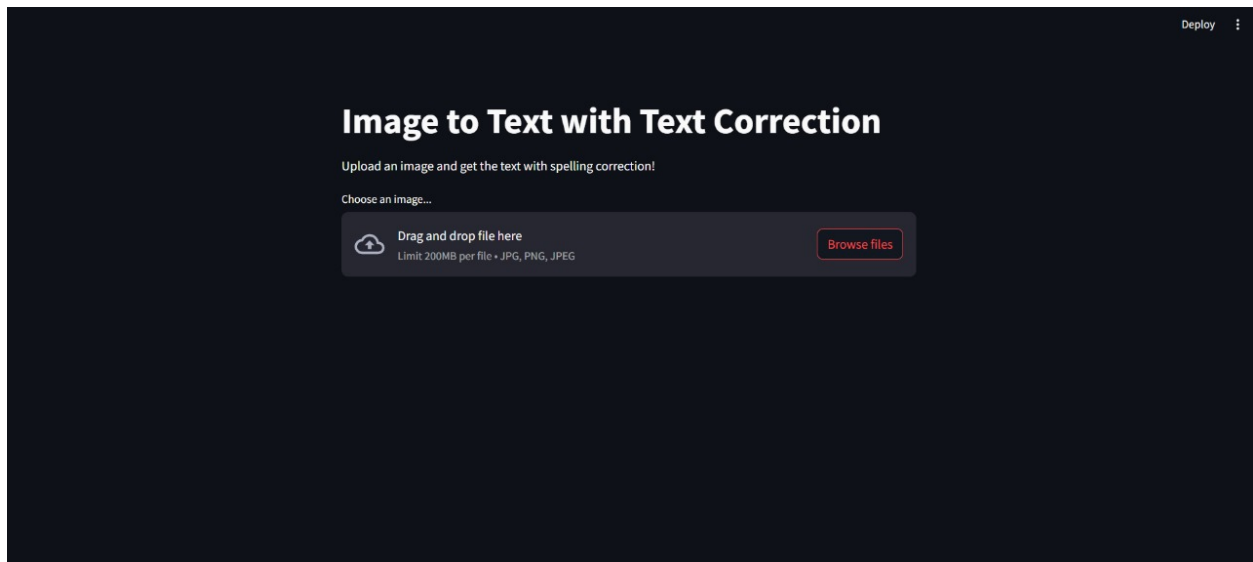 Deploy
Image to Text with Text Correction
Upload an image and get the text with spelling correction!
Choose an image...
Drag and drop file here
Limit 200MB per file • JPG, PNG, JPEG
Browse files